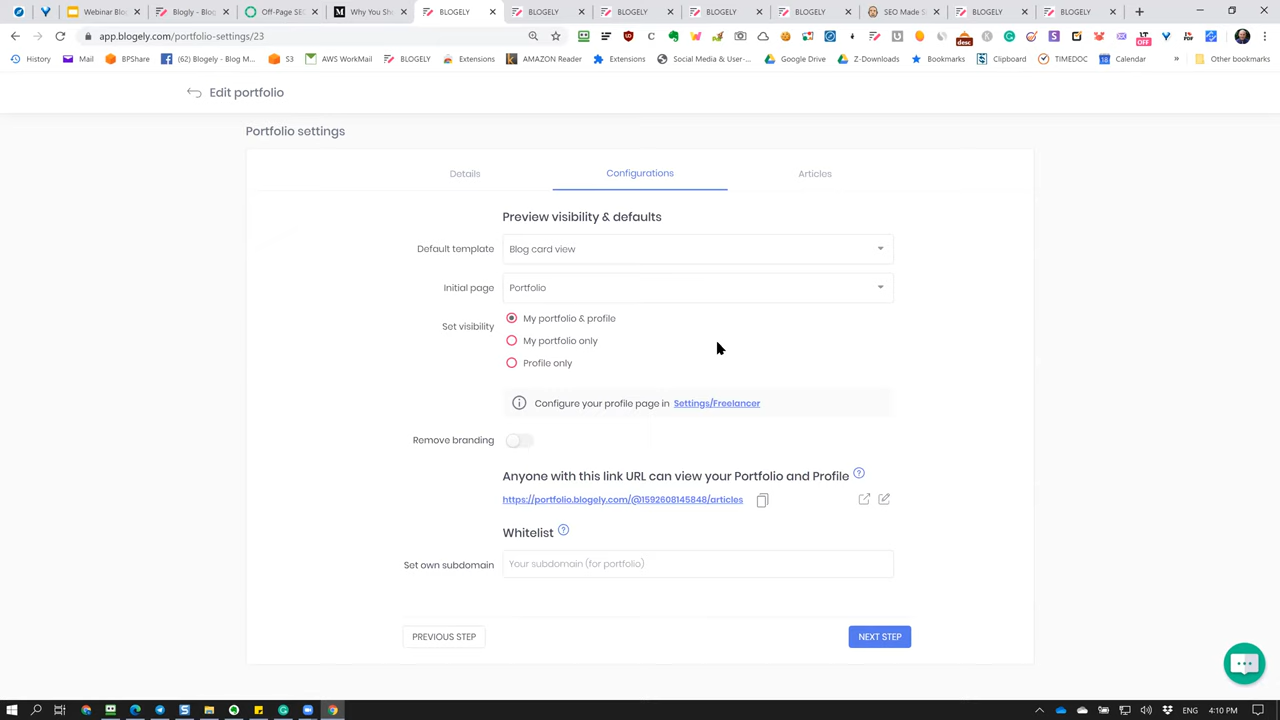 Webinar Blo
Blogly - Blog
Off-Page SEO
Why You Sho
BLOGELY
BLOGELY
BLOGELY
BLOGELY
BLOGELY
SEO Made S
BLOGELY
BLOGELY
app.blogely.com/portfolio-settings/23
desc
LT OFF
History
Mail
BPShare
(62) Blogely - Blog M...
S3
AWS WorkMail
BLOGELY
Extensions
AMAZON Reader
Extensions
Social Media & User-...
Google Drive
Z-Downloads
Bookmarks
Clipboard
TIMEDOC
Calendar
»
Other bookmarks
Edit portfolio
Portfolio settings
Details
Configurations
Articles
Preview visibility & defaults
Default template
Blog card view
Initial page
Portfolio
Set visibility
My portfolio & profile
My portfolio only
Profile only
Configure your profile page in Settings/Freelancer
Remove branding
Anyone with this link URL can view your Portfolio and Profile
https://portfolio.blogely.com/@1592608145848/articles
Whitelist
Set own subdomain
Your subdomain (for portfolio)
PREVIOUS STEP
NEXT STEP
ENG
4:10 PM